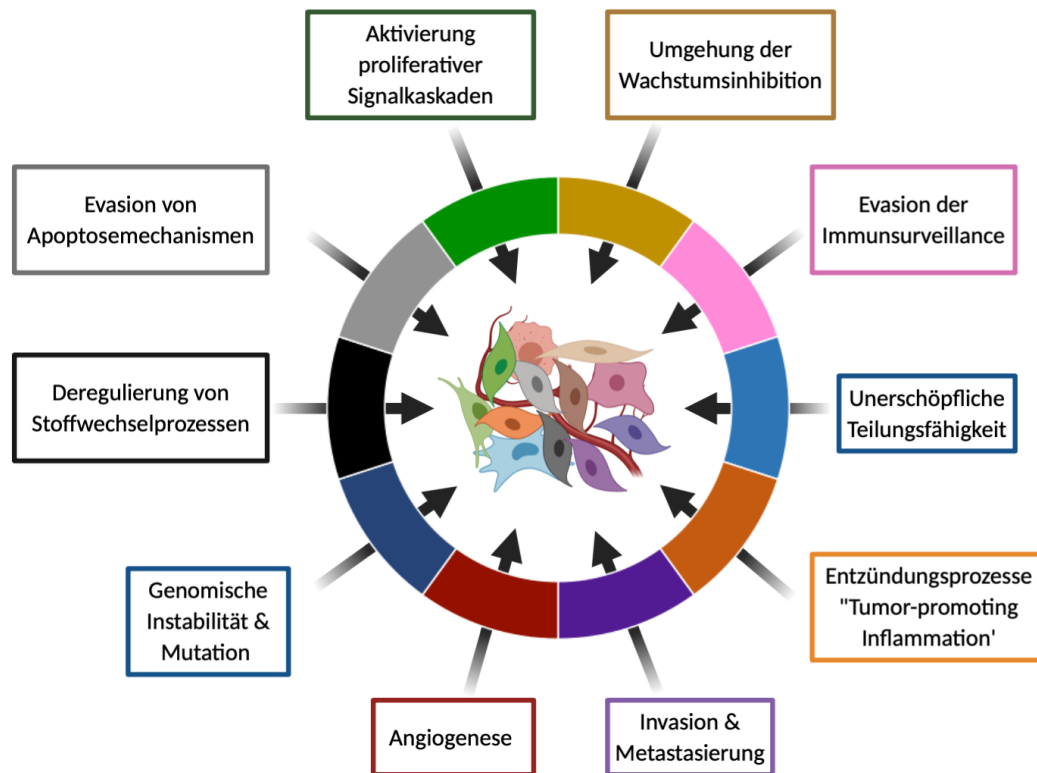 Aktivierung
proliferativer
Signalkaskaden
Umgehung der
Wachstumsinhibition
Evasion von
Apoptosemechanismen
Evasion der
Immunsurveillance
Deregulierung von
Stoffwechselprozessen
Unerschöpfliche
Teilungsfähigkeit
Genomische
Instabilität &
Mutation
Entzündungsprozesse
"Tumor-promoting
Inflammation'
Angiogenese
Invasion &
Metastasierung